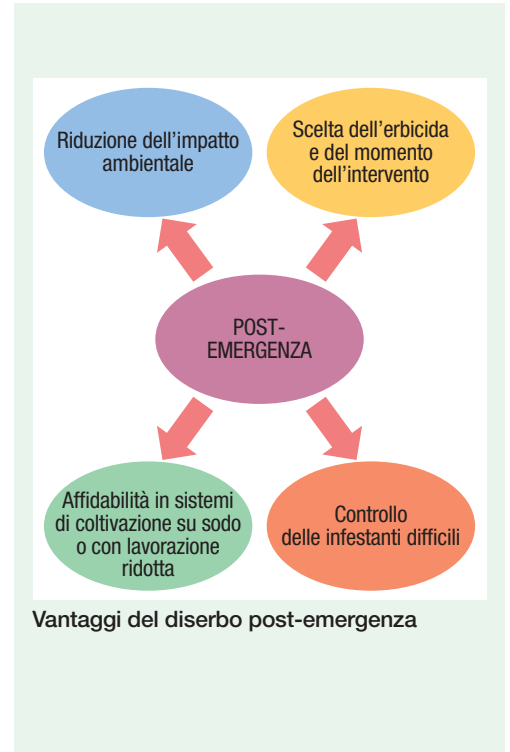 Riduzione dell'impatto
ambientale
Scelta dell'erbicida
e del momento
dell'intervento
POST-
EMERGENZA
Affidabilità in sistemi
di coltivazione su sodo
o con lavorazione
ridotta
Controllo
delle infestanti difficili
Vantaggi del diserbo post-emergenza